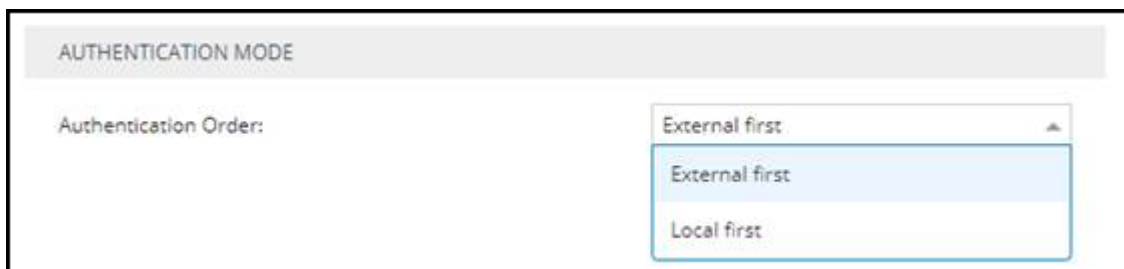 AUTHENTICATION MODE
Authentication Order: External first
External first
Local first